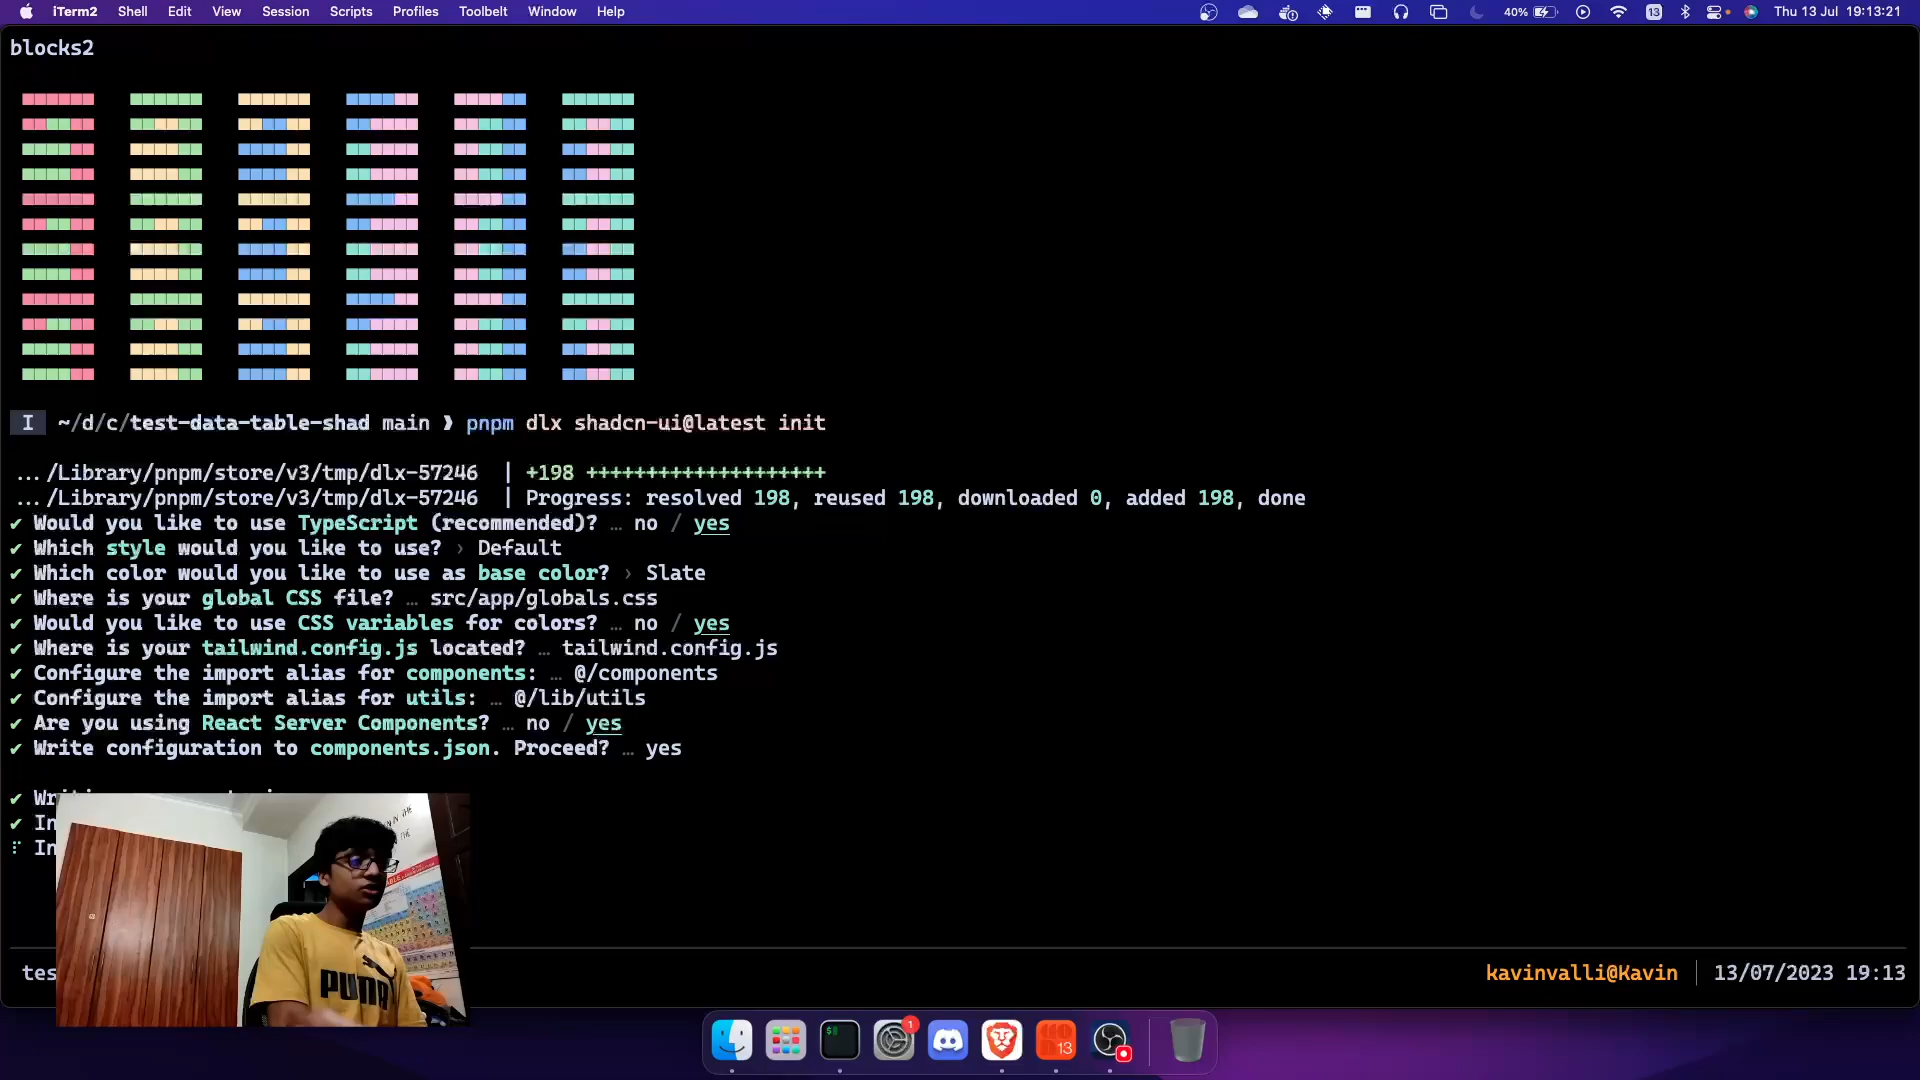 iTerm2 Shell Edit View Session Scripts Profiles Toolbelt Window Help 40% 13 Thu 13 Jul 19:13:21
blocks2
I ~/d/c/test-data-table-shad main ❱ pnpm dlx shadcn-ui@latest init
.../Library/pnpm/store/v3/tmp/dlx-57246 | +198 ++++++++++++++++++++
.../Library/pnpm/store/v3/tmp/dlx-57246 | Progress: resolved 198, reused 198, downloaded 0, added 198, done
✔ Would you like to use TypeScript (recommended)? … no / yes
✔ Which style would you like to use? › Default
✔ Which color would you like to use as base color? › Slate
✔ Where is your global CSS file? … src/app/globals.css
✔ Would you like to use CSS variables for colors? … no / yes
✔ Where is your tailwind.config.js located? … tailwind.config.js
✔ Configure the import alias for components: … @/components
✔ Configure the import alias for utils: … @/lib/utils
✔ Are you using React Server Components? … no / yes
✔ Write configuration to components.json. Proceed? … yes
✔ Wr
✔ In
In
PUMA
tes
kavinvalli@Kavin | 13/07/2023 19:13
1
13